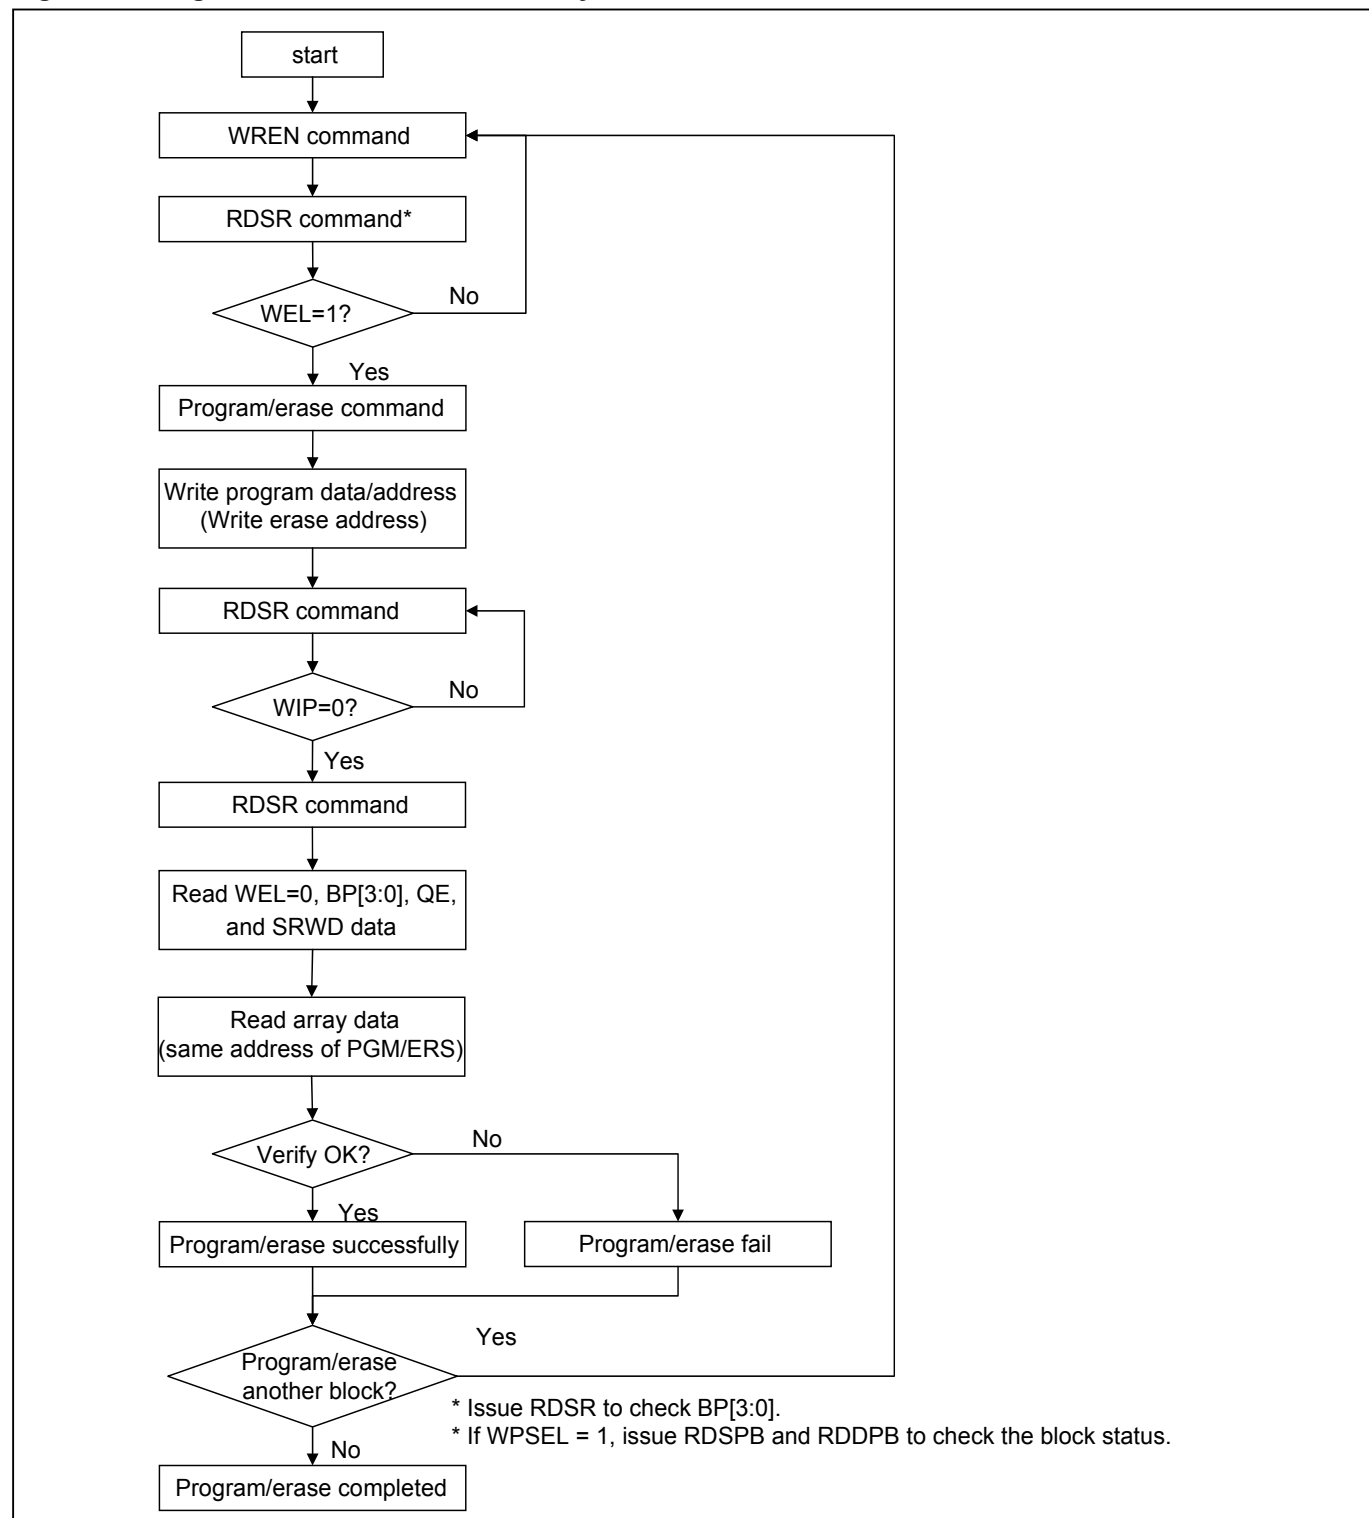 start
WREN command
RDSR command*
WEL=1?
No
Yes
Program/erase command
Write program data/address
(Write erase address)
RDSR command
WIP=0?
No
Yes
RDSR command
Read WEL=0, BP[3:0], QE,
and SRWD data
Read array data
(same address of PGM/ERS)
Verify OK?
No
Yes
Program/erase successfully
Program/erase fail
Yes
Program/erase
another block?
* Issue RDSR to check BP[3:0].
* If WPSEL = 1, issue RDSPB and RDDPB to check the block status.
No
Program/erase completed